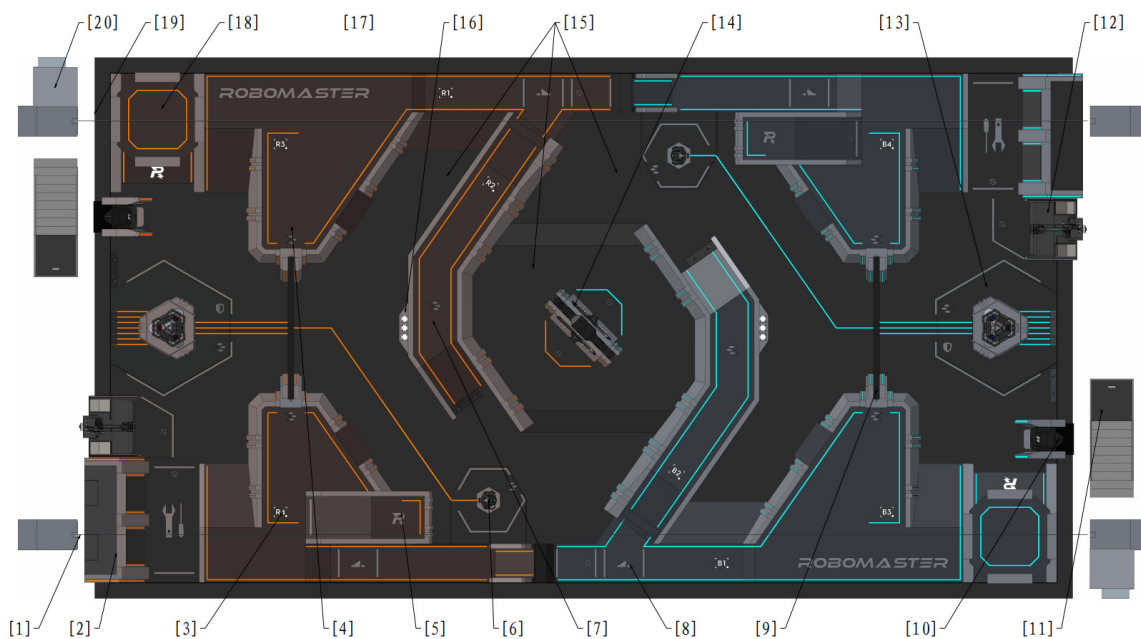 [20] [19] [18] [17] [16] [15] [14] [13] [12]
ROBOMASTER
R1
R3
B4
R2
B2
R1
B3
B1
ROBOMASTER
[1] [2] [3] [4] [5] [6] [7] [8] [9] [10] [11]